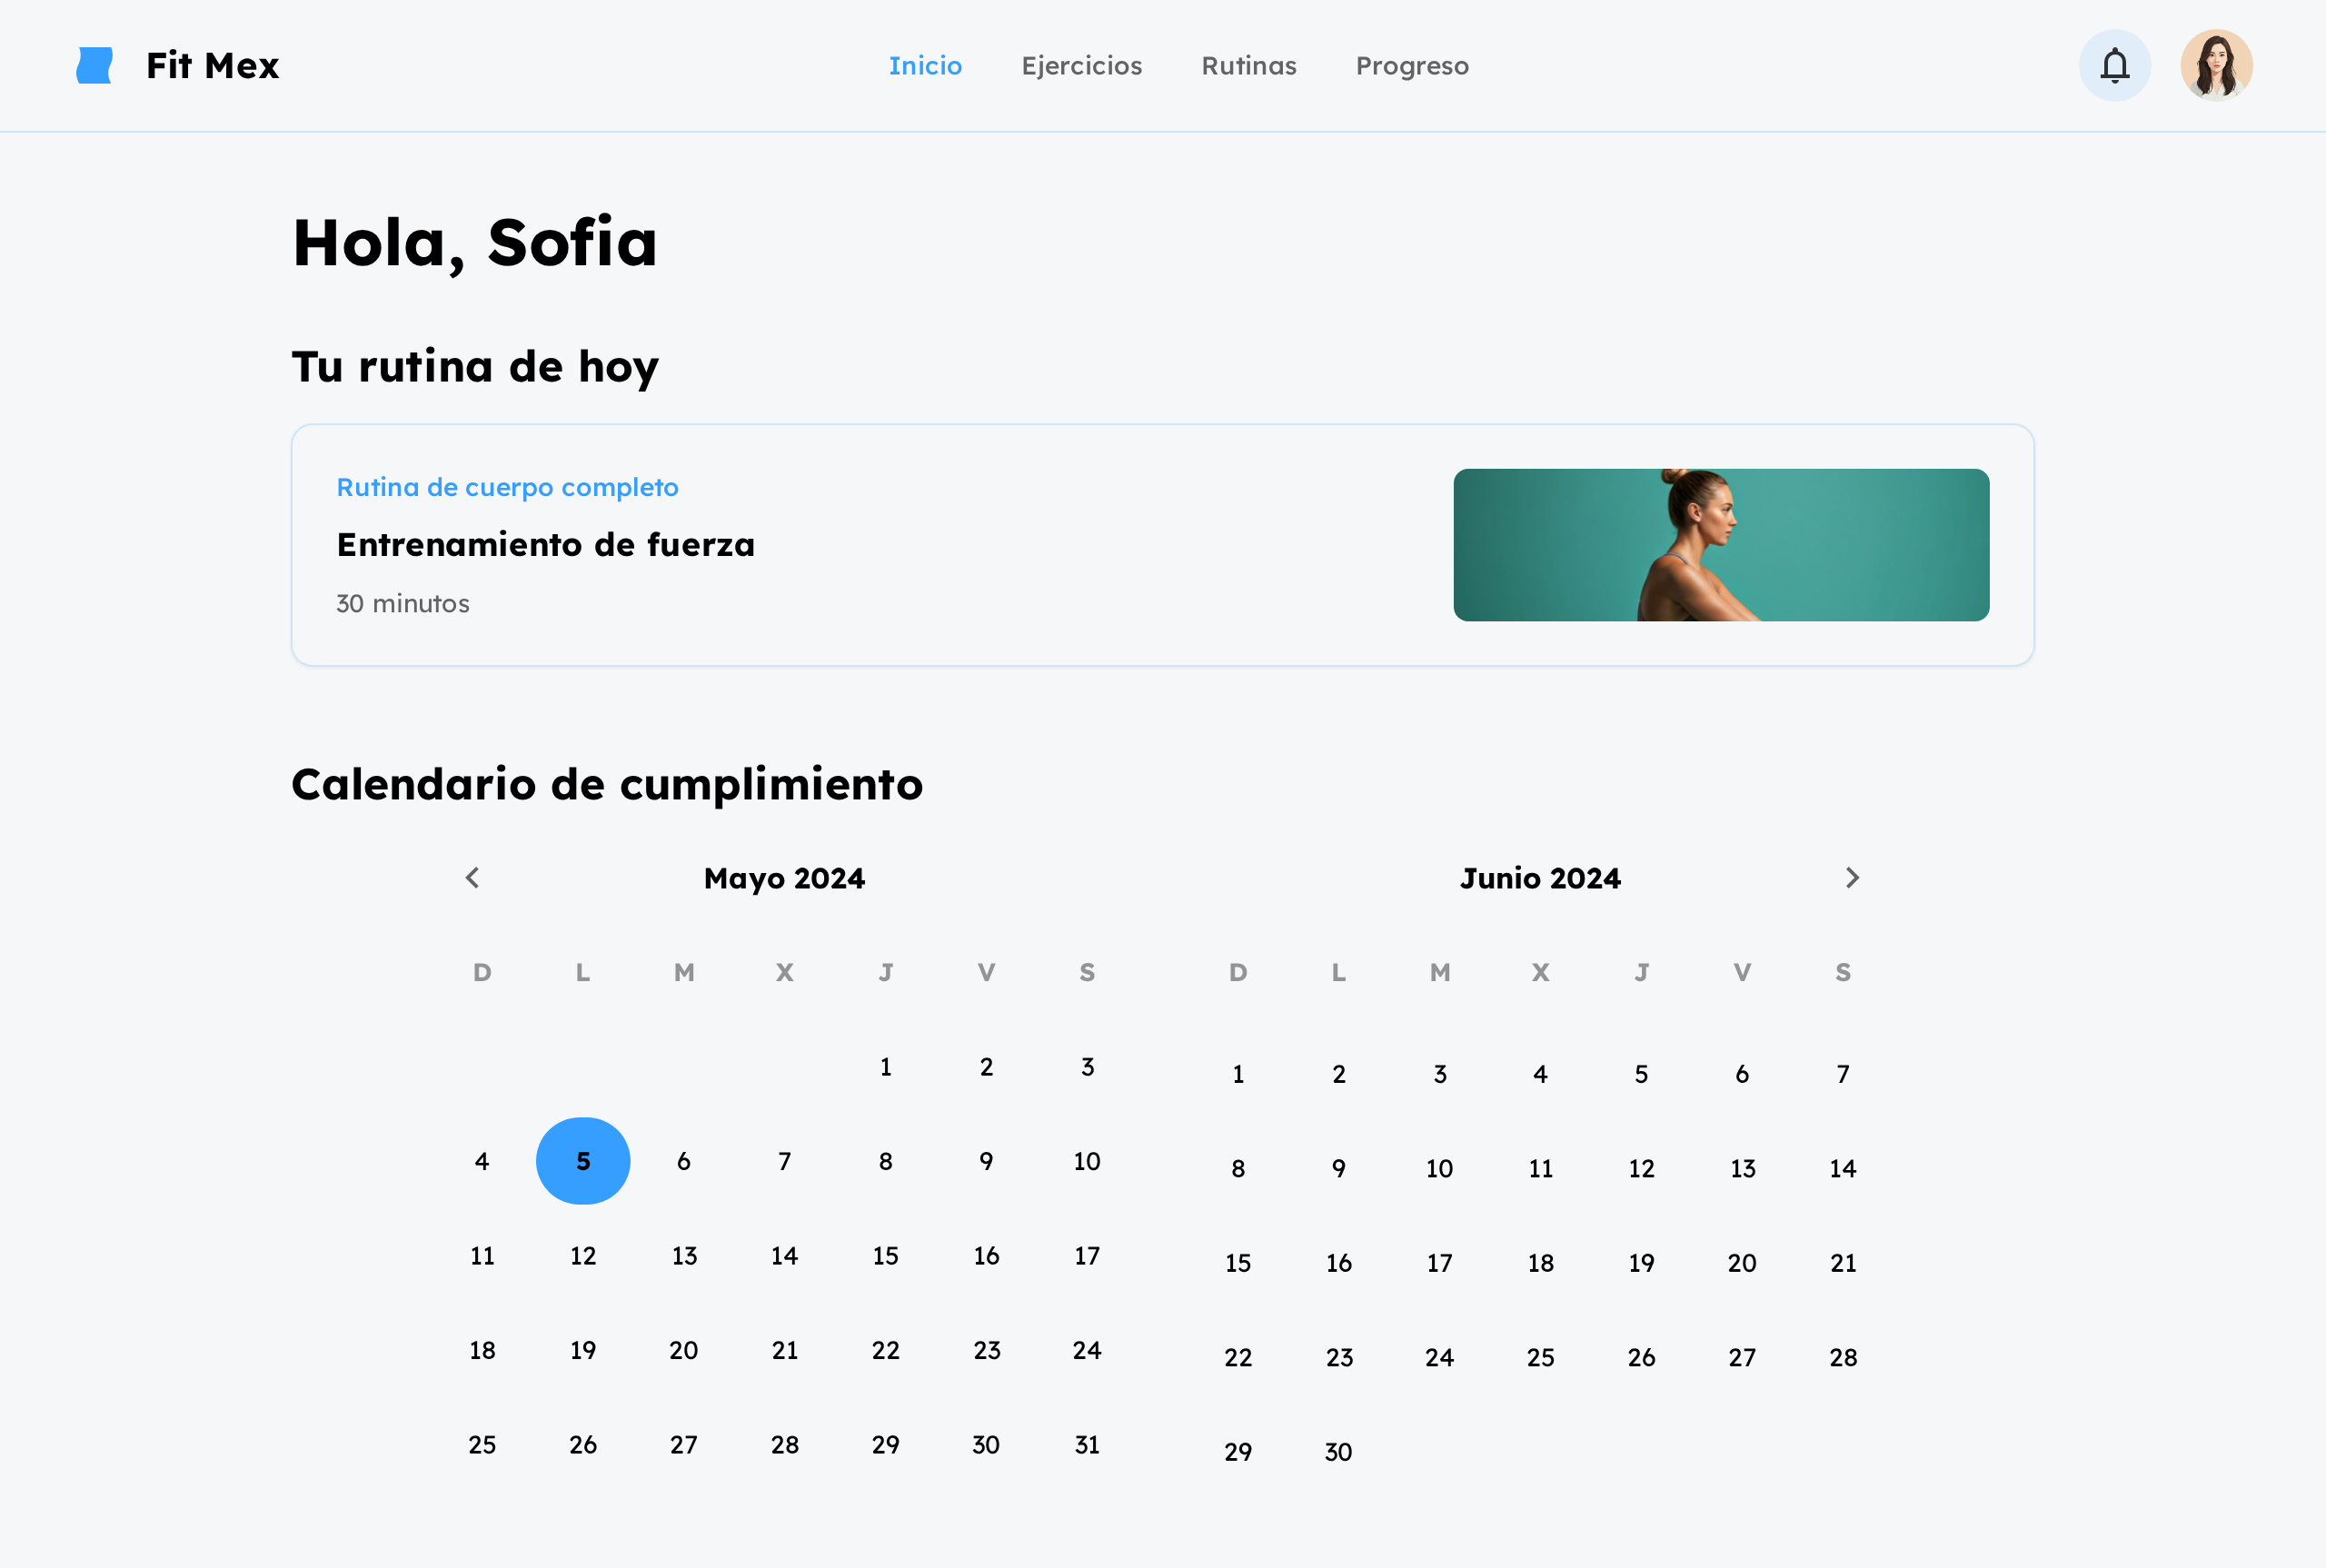 Fit Mex
Inicio Ejercicios Rutinas Progreso
Hola, Sofia
Tu rutina de hoy
Rutina de cuerpo completo
Entrenamiento de fuerza
30 minutos
Calendario de cumplimiento
Mayo 2024
D L M X J V S
1 2 3
4 5 6 7 8 9 10
11 12 13 14 15 16 17
18 19 20 21 22 23 24
25 26 27 28 29 30 31
Junio 2024
D L M X J V S
1 2 3 4 5 6 7
8 9 10 11 12 13 14
15 16 17 18 19 20 21
22 23 24 25 26 27 28
29 30